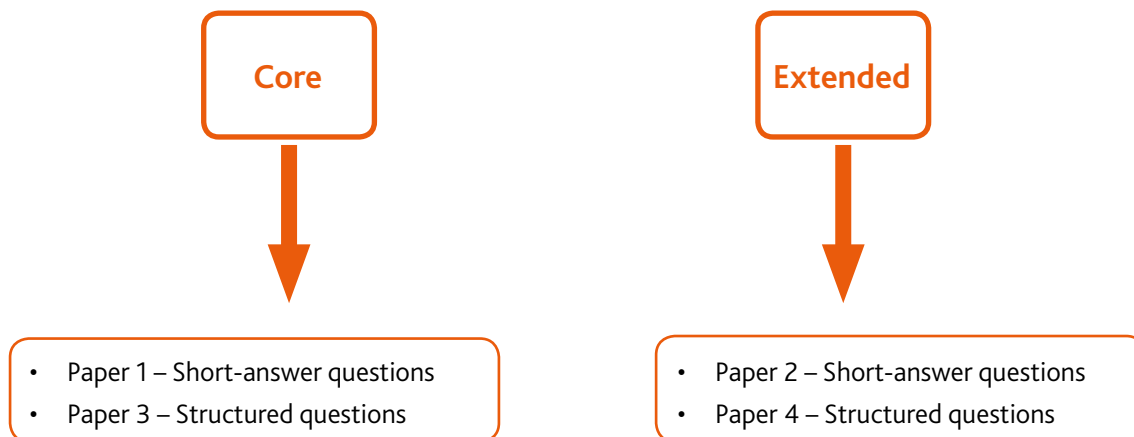 Core
Extended
• Paper 1 – Short-answer questions
• Paper 3 – Structured questions
• Paper 2 – Short-answer questions
• Paper 4 – Structured questions